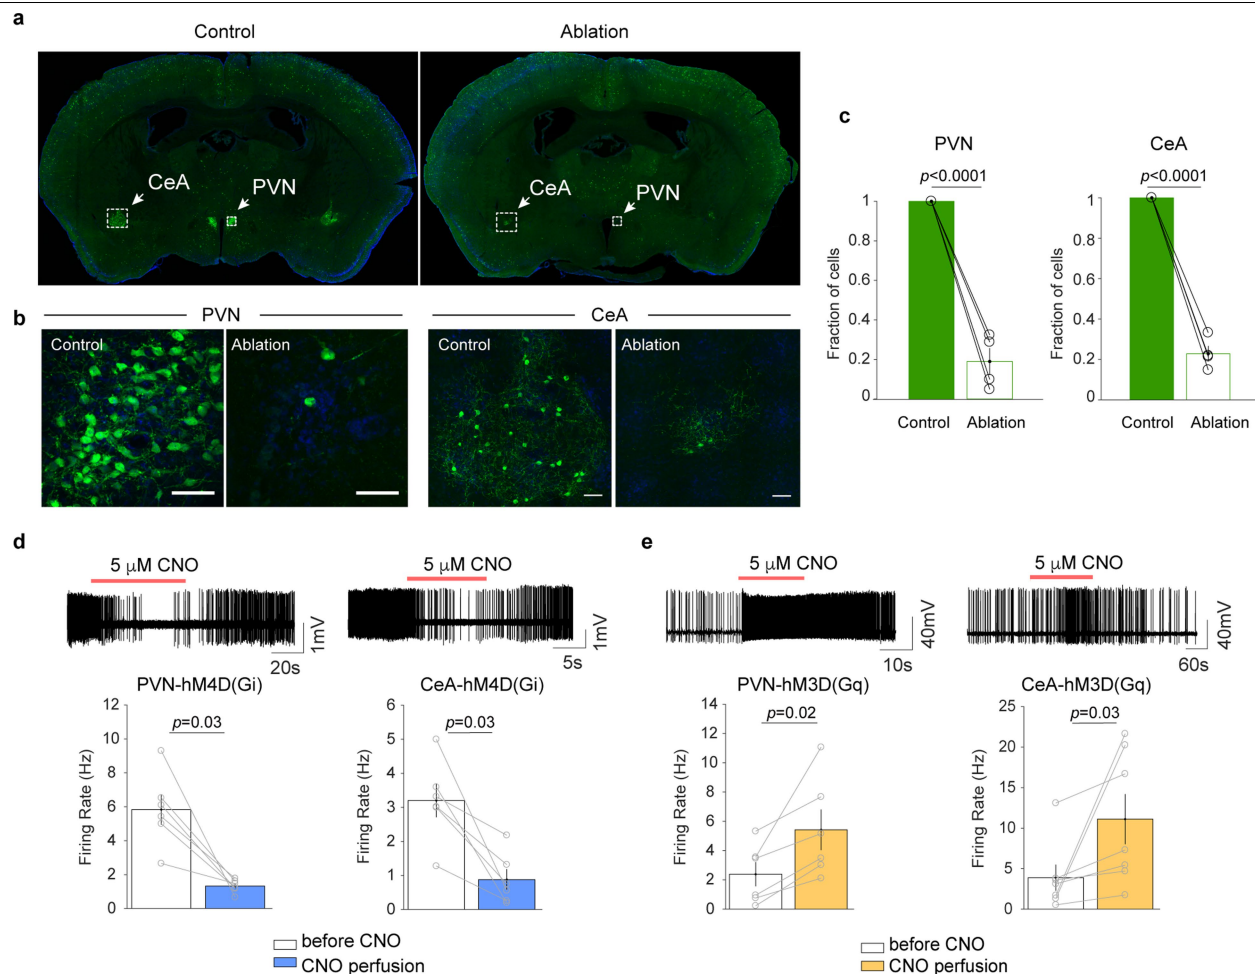 a
Control
Ablation
CeA
PVN
CeA
PVN
b
PVN
CeA
Control
Ablation
Control
Ablation
c
PVN
CeA
p<0.0001
p<0.0001
Fraction of cells
1
0.8
0.6
0.4
0.2
0
Control
Ablation
Fraction of cells
1
0.8
0.6
0.4
0.2
0
Control
Ablation
d
5 μM CNO
1mV
20s
5 μM CNO
1mV
5s
PVN-hM4D(Gi)
p=0.03
Firing Rate (Hz)
12
10
8
6
4
2
0
CeA-hM4D(Gi)
p=0.03
Firing Rate (Hz)
6
5
4
3
2
1
0
before CNO
CNO perfusion
e
5 μM CNO
40mV
10s
5 μM CNO
40mV
60s
PVN-hM3D(Gq)
p=0.02
Firing Rate (Hz)
14
12
10
8
6
4
2
0
CeA-hM3D(Gq)
p=0.03
Firing Rate (Hz)
25
20
15
10
5
0
before CNO
CNO perfusion